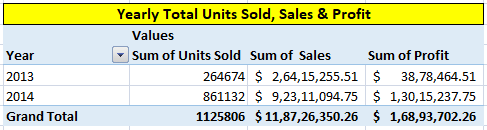 Yearly Total Units Sold, Sales & Profit
Values
Year Sum of Units Sold Sum of Sales Sum of Profit
2013 264674 $ 2,64,15,255.51 $ 38,78,464.51
2014 861132 $ 9,23,11,094.75 $ 1,30,15,237.75
Grand Total 1125806 $11,87,26,350.26 $ 1,68,93,702.26